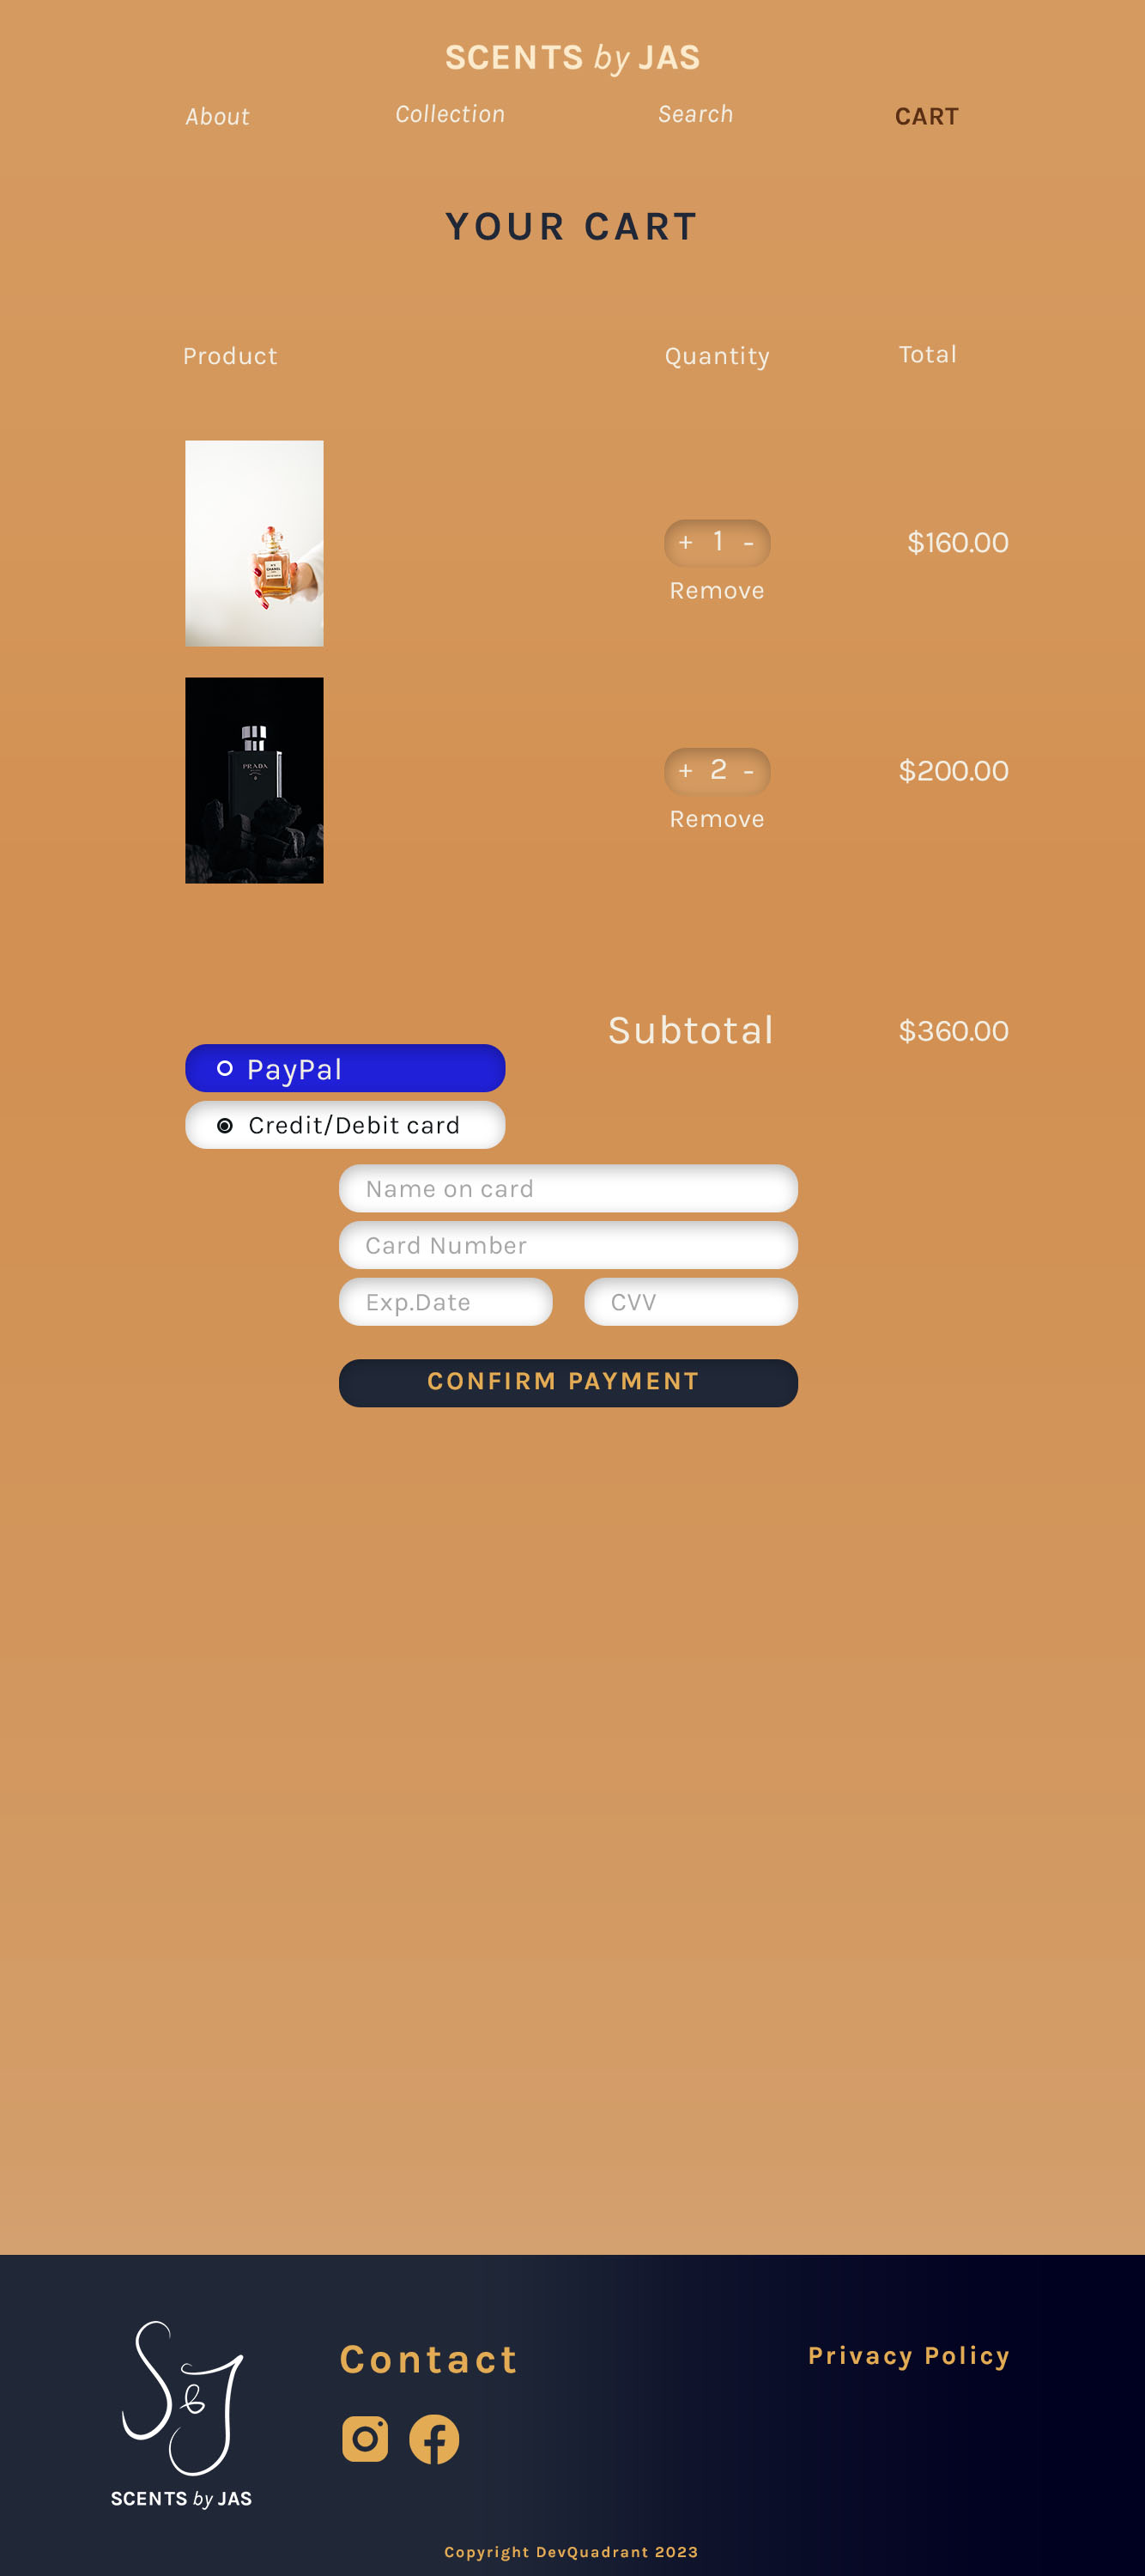 SCENTS by JAS
About Collection Search CART
YOUR CART
Product Quantity Total
CHANEL
+ 1 - $160.00
Remove
PRADA
+ 2 - $200.00
Remove
Subtotal $360.00
PayPal
Credit/Debit card
Name on card
Card Number
Exp.Date CVV
CONFIRM PAYMENT
S b J
Contact Privacy Policy
SCENTS by JAS
Copyright DevQuadrant 2023